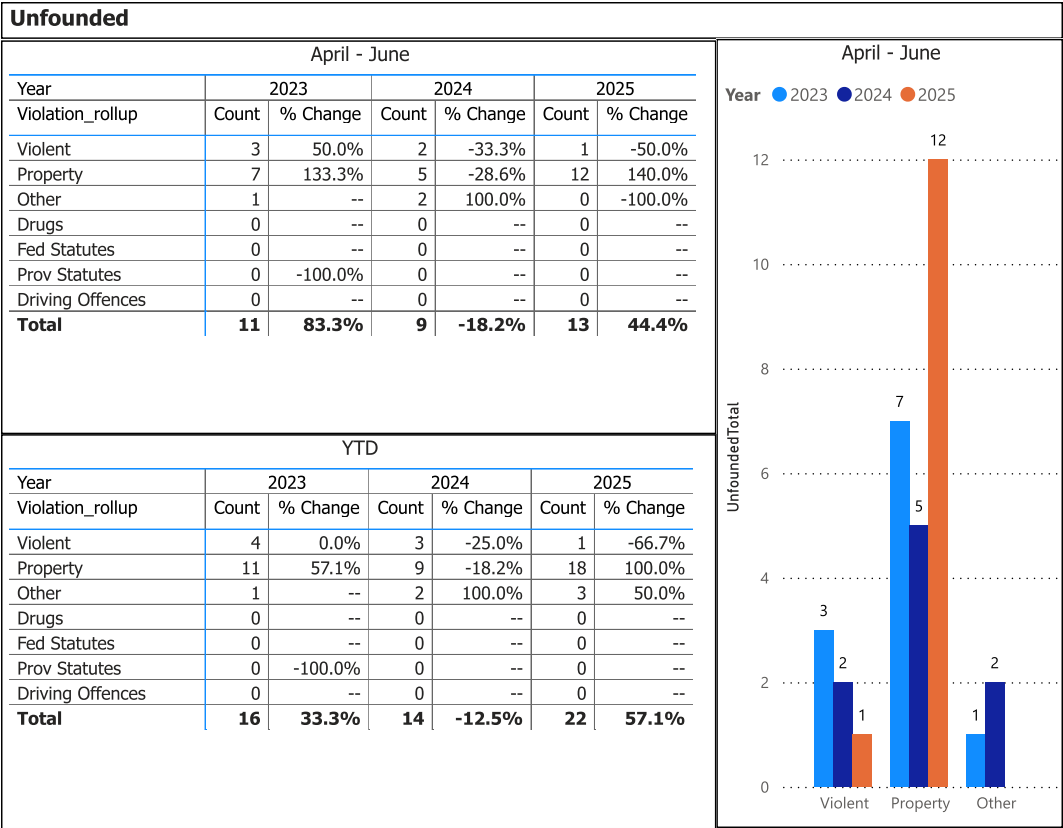 Unfounded
April - June
Year 2023 2024 2025
Violation_rollup Count % Change Count % Change Count % Change
Violent 3 50.0% 2 -33.3% 1 -50.0%
Property 7 133.3% 5 -28.6% 12 140.0%
Other 1 -- 2 100.0% 0 -100.0%
Drugs 0 -- 0 -- 0 --
Fed Statutes 0 -- 0 -- 0 --
Prov Statutes 0 -100.0% 0 -- 0 --
Driving Offences 0 -- 0 -- 0 --
Total 11 83.3% 9 -18.2% 13 44.4%
YTD
Year 2023 2024 2025
Violation_rollup Count % Change Count % Change Count % Change
Violent 4 0.0% 3 -25.0% 1 -66.7%
Property 11 57.1% 9 -18.2% 18 100.0%
Other 1 -- 2 100.0% 3 50.0%
Drugs 0 -- 0 -- 0 --
Fed Statutes 0 -- 0 -- 0 --
Prov Statutes 0 -100.0% 0 -- 0 --
Driving Offences 0 -- 0 -- 0 --
Total 16 33.3% 14 -12.5% 22 57.1%
April - June
Year 2023 2024 2025
12
12
10
8
7
UnfoundedTotal
6
5
4
3
2
2
2
1
1
0
Violent Property Other